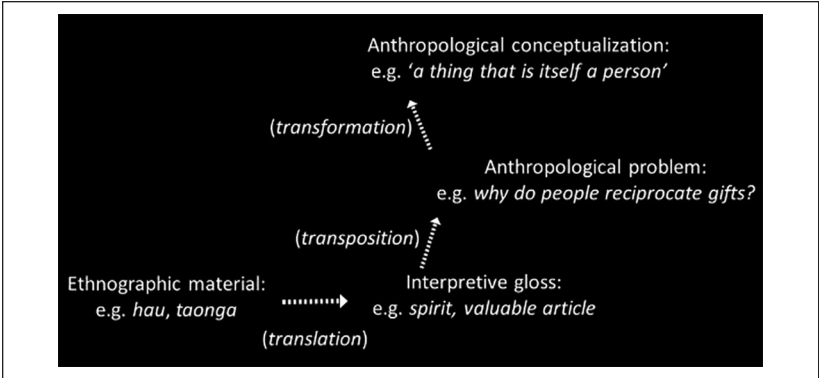 Anthropological conceptualization:
e.g. ‘a thing that is itself a person’
(transformation)
Anthropological problem:
e.g. why do people reciprocate gifts?
(transposition)
Ethnographic material:
e.g. hau, taonga
Interpretive gloss:
e.g. spirit, valuable article
(translation)